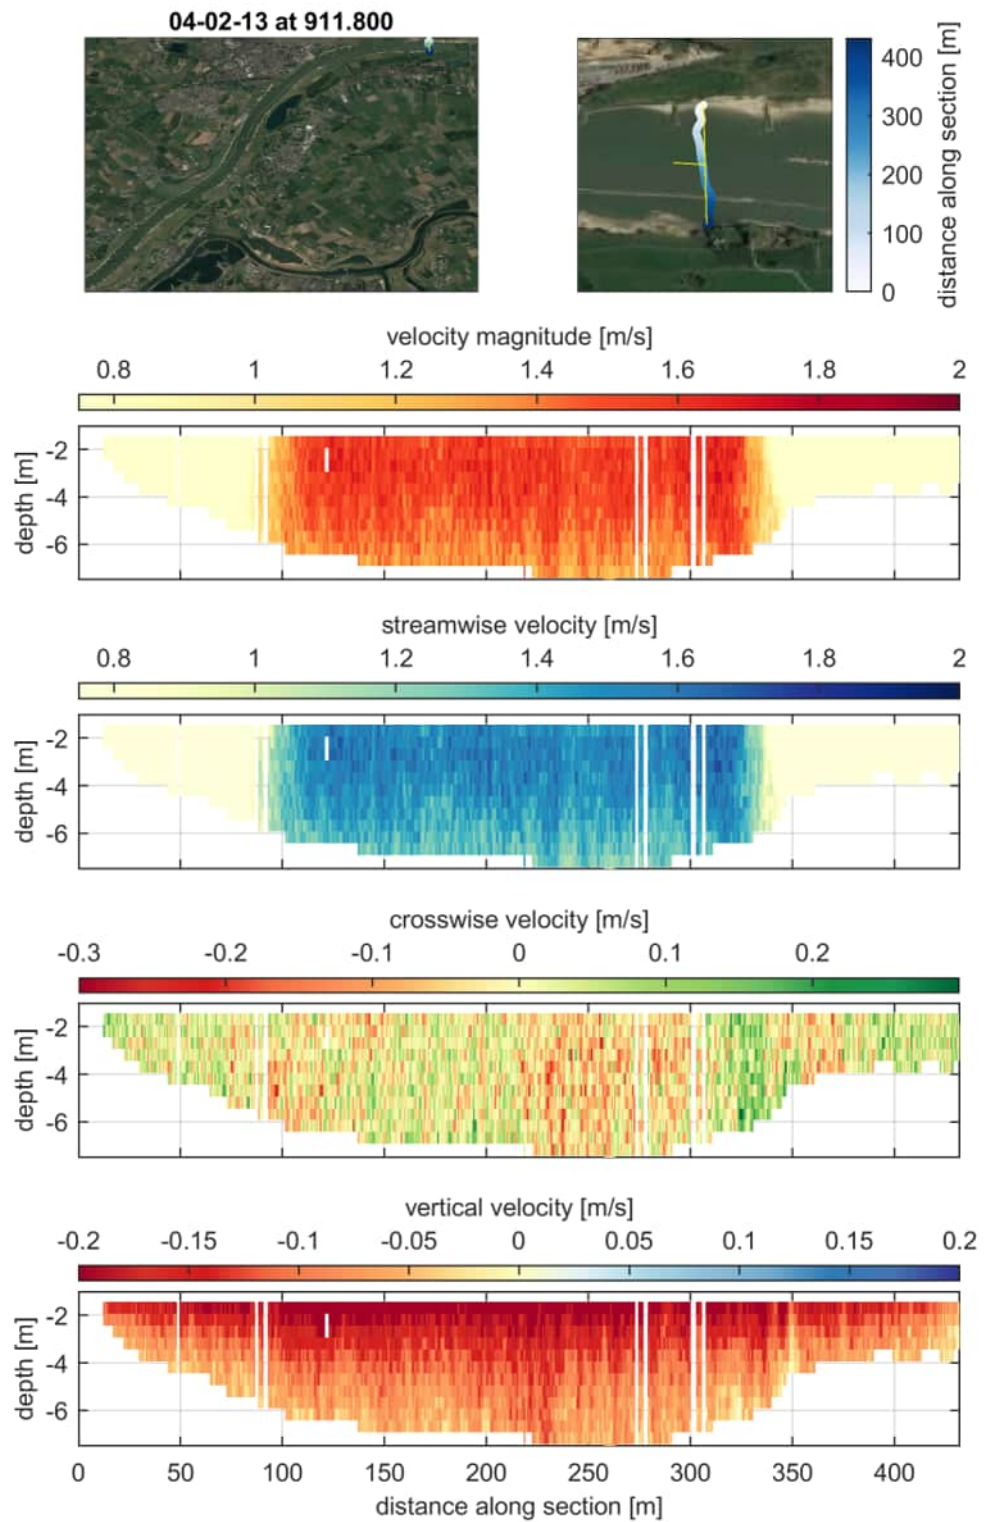 04-02-13 at 911.800
400
300
200
100
0
distance along section [m]
velocity magnitude [m/s]
0.8 1 1.2 1.4 1.6 1.8 2
-2
-4
-6
depth [m]
streamwise velocity [m/s]
0.8 1 1.2 1.4 1.6 1.8 2
-2
-4
-6
depth [m]
crosswise velocity [m/s]
-0.3 -0.2 -0.1 0 0.1 0.2
-2
-4
-6
depth [m]
vertical velocity [m/s]
-0.2 -0.15 -0.1 -0.05 0 0.05 0.1 0.15 0.2
-2
-4
-6
depth [m]
0 50 100 150 200 250 300 350 400
distance along section [m]